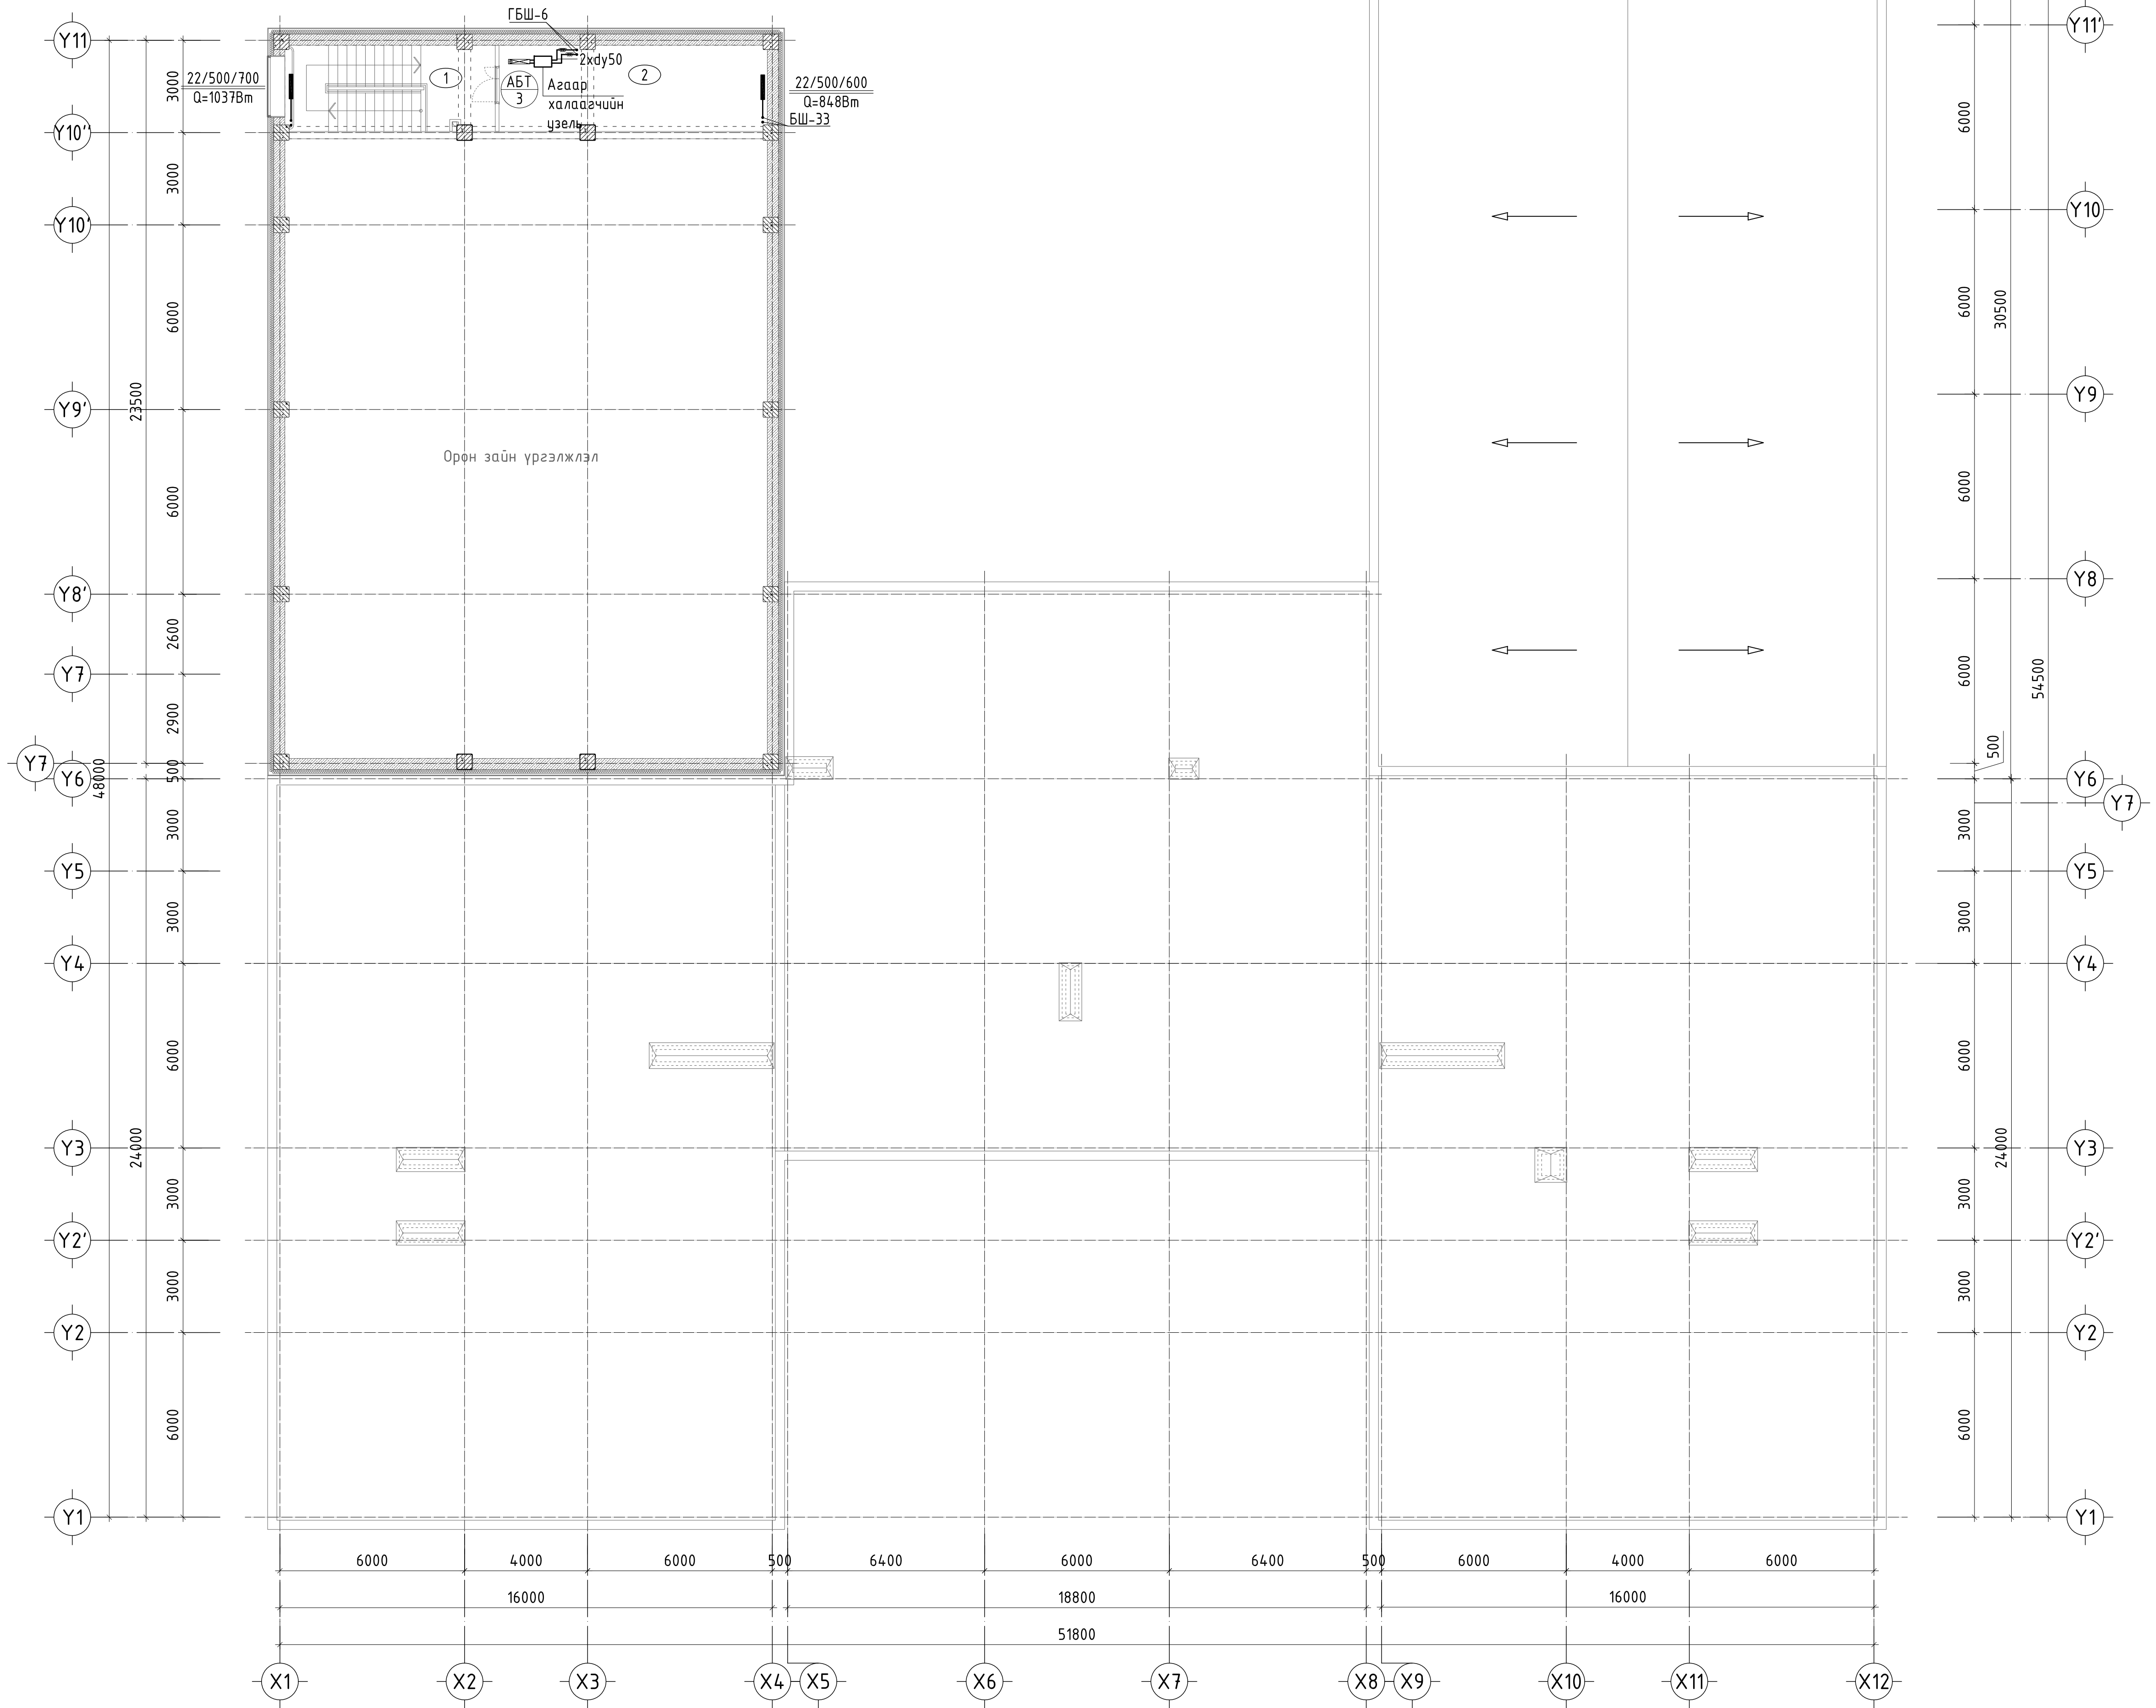 ГБШ-6
2xdy50
22/500/700
Q=1037Вт
1
АБТ
3
Агаар
халаагчийн
узель
2
22/500/600
Q=848Вт
БШ-33
Орон зайн үргэлжлэл
Y11
Y10''
Y10'
Y9'
Y8'
Y7
Y7
Y6
Y5
Y4
Y3
Y2'
Y2
Y1
3000
3000
6000
6000
2600
2900
500
3000
3000
6000
3000
3000
6000
23500
24000
48000
Y11'
Y10
Y9
Y8
Y6
Y7
Y5
Y4
Y3
Y2'
Y2
Y1
6000
6000
6000
6000
500
3000
3000
6000
3000
3000
6000
30500
24000
54500
6000
4000
6000
500
6400
6000
6400
500
6000
4000
6000
16000
18800
16000
51800
X1
X2
X3
X4
X5
X6
X7
X8
X9
X10
X11
X12